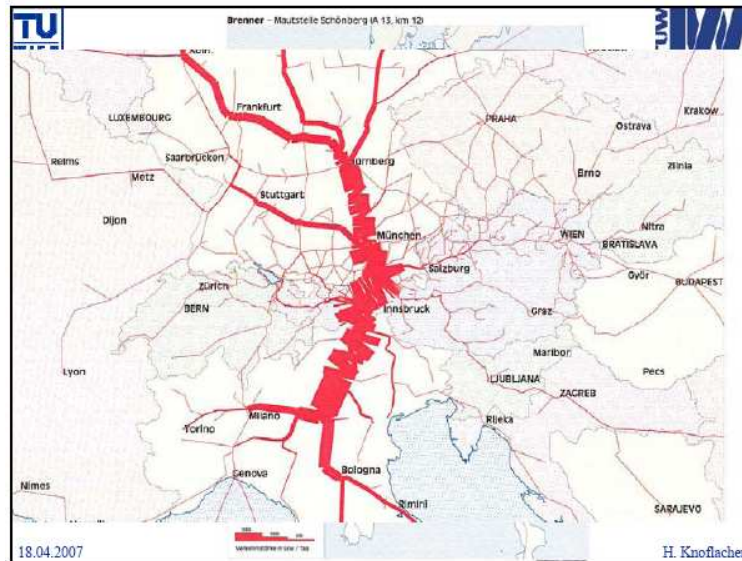 TU
Brenner – Mautstelle Schönberg (A 13, km 12)
Frankfurt
LUXEMBOURG
PRAHA
Krakow
Ostrava
Reims
Saarbrücken
Metz
Zilina
Brno
Stuttgart
Nitra
Dijon
München
WIEN
BRATISLAVA
Salzburg
Györ
Zürich
BUDAPEST
BERN
Innsbruck
Graz
Maribor
Lyon
LJUBLJANA
Pecs
ZAGREB
Milano
Torino
Rijeka
Genova
Bologna
Nimes
Rimini
SARAJEVO
18.04.2007
H. Knoflacher